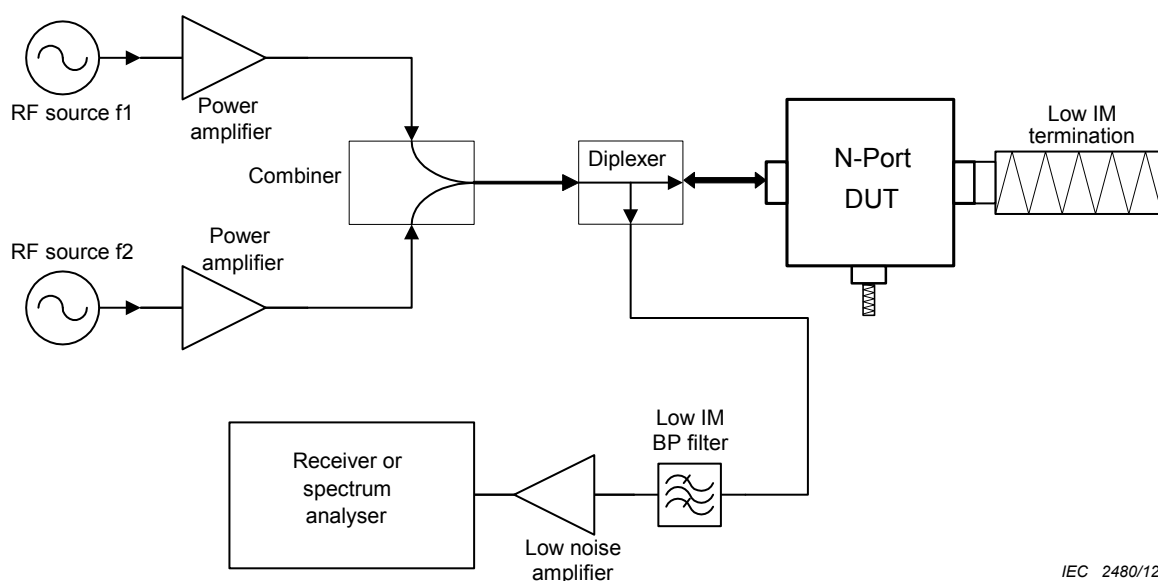 RF source f1
Power
amplifier
Combiner
Diplexer
N-Port
DUT
Low IM
termination
RF source f2
Power
amplifier
Receiver or
spectrum
analyser
Low noise
amplifier
Low IM
BP filter
IEC 2480/12